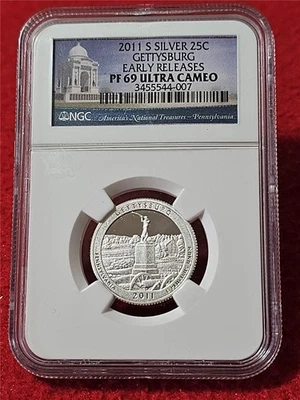 2011 S SILVER 25C
GETTYSBURG
EARLY RELEASES
PF 69 ULTRA CAMEO
3455544-007
NGC America's National Treasures – Pennsylvania
GETTYSBURG
2011